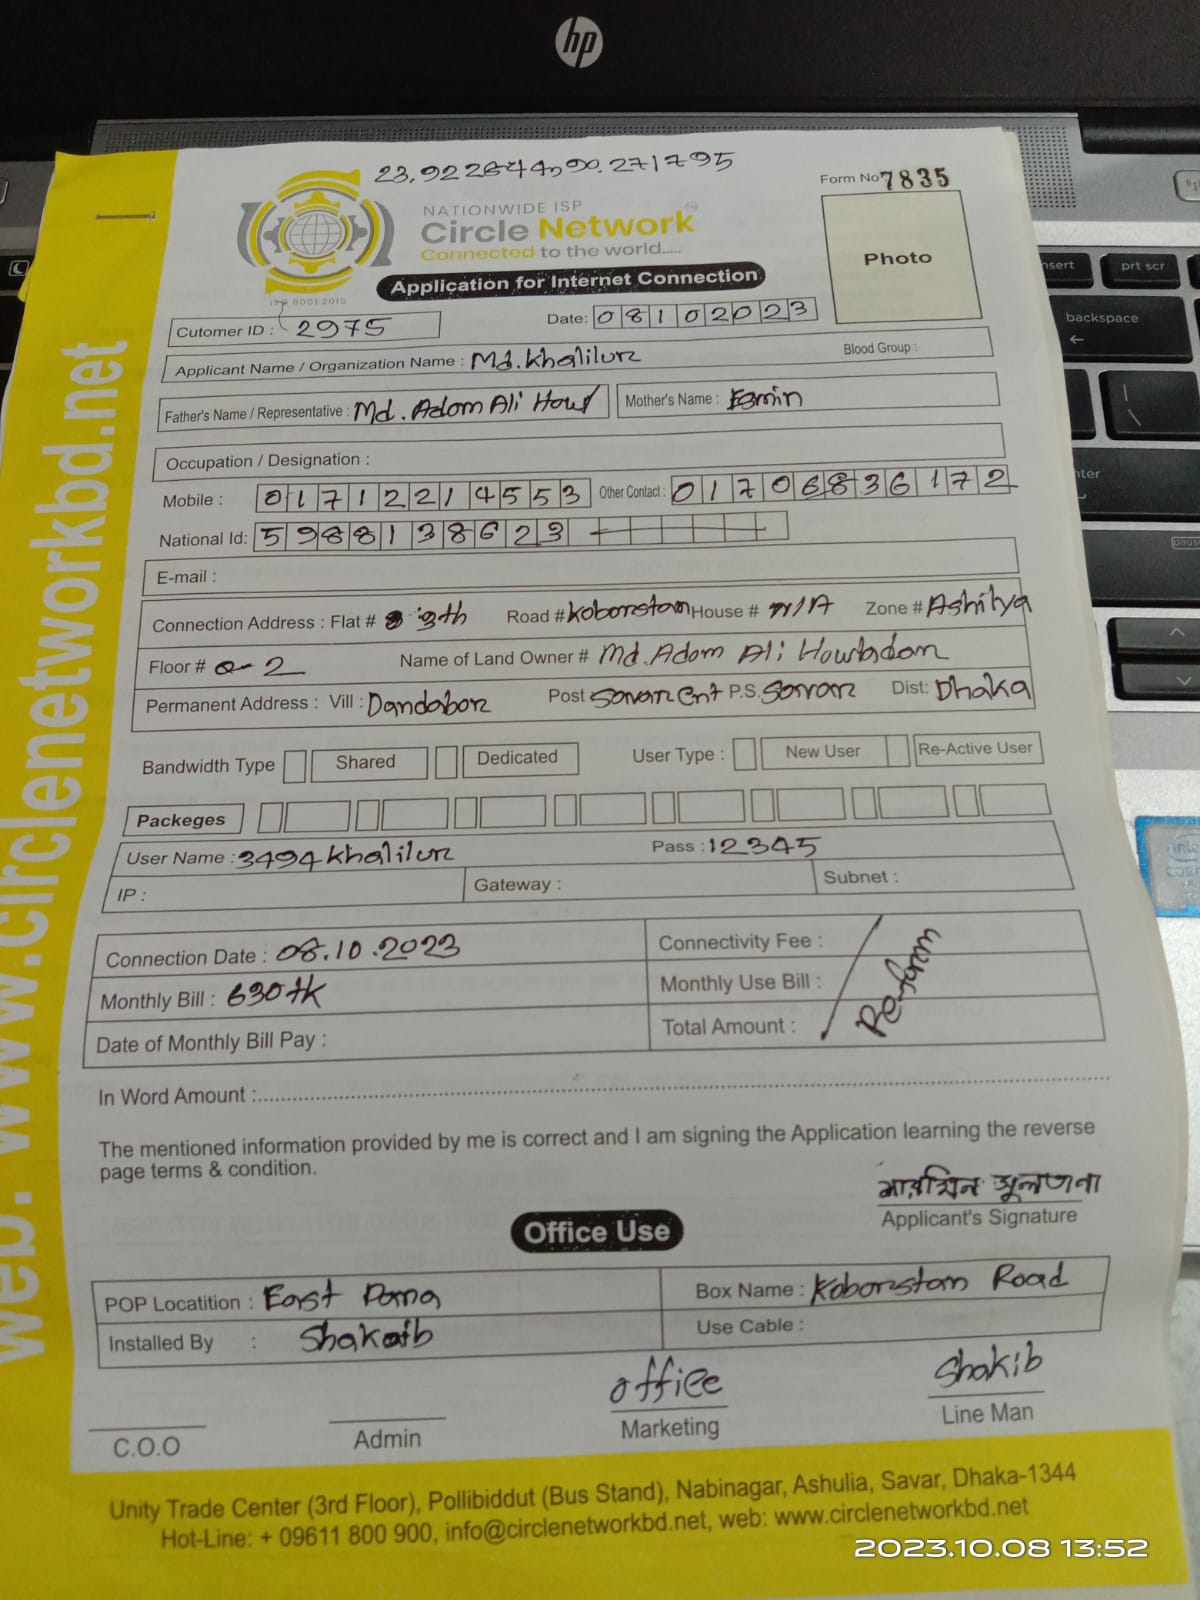 hp
23.922644, 90.271795
Form No 7835
NATIONWIDE ISP
Circle Network
Connected to the world.....
ISO 9001:2015
Application for Internet Connection
Photo
Cutomer ID : 2975
Date: 08102023
Applicant Name / Organization Name : Md. Khalilur
Blood Group :
Father's Name / Representative : Md. Adom Ali
Mother's Name :
Occupation / Designation :
Mobile : 01712214553 Other Contact : 01706836172
National Id: 5988138623
E-mail :
Connection Address : Flat # 3th Road # Koborstan House # n/A Zone # Ashilya
Floor # 2 Name of Land Owner # Md. Adom Ali Howladar
Permanent Address : Vill : Dandabor Post Savar Cnt P.S. Savar Dist: Dhaka
Bandwidth Type Shared Dedicated User Type : New User Re-Active User
Packeges
User Name : 3494khalilur Pass : 12345
IP : Gateway : Subnet :
Connection Date : 08.10.2023 Connectivity Fee :
Monthly Bill : 630tk Monthly Use Bill :
Date of Monthly Bill Pay : Total Amount :
Re-form
In Word Amount :
The mentioned information provided by me is correct and I am signing the Application learning the reverse
page terms & condition.
Applicant's Signature
Office Use
POP Locatition : East Box Name : Koborstan Road
Installed By : Shakib Use Cable :
office Shakib
C.O.O Admin Marketing Line Man
Unity Trade Center (3rd Floor), Pollibiddut (Bus Stand), Nabinagar, Ashulia, Savar, Dhaka-1344
Hot-Line: + 09611 800 900, info@circlenetworkbd.net, web: www.circlenetworkbd.net
web: www.circlenetworkbd.net
prt scr
backspace
2023.10.08 13:52